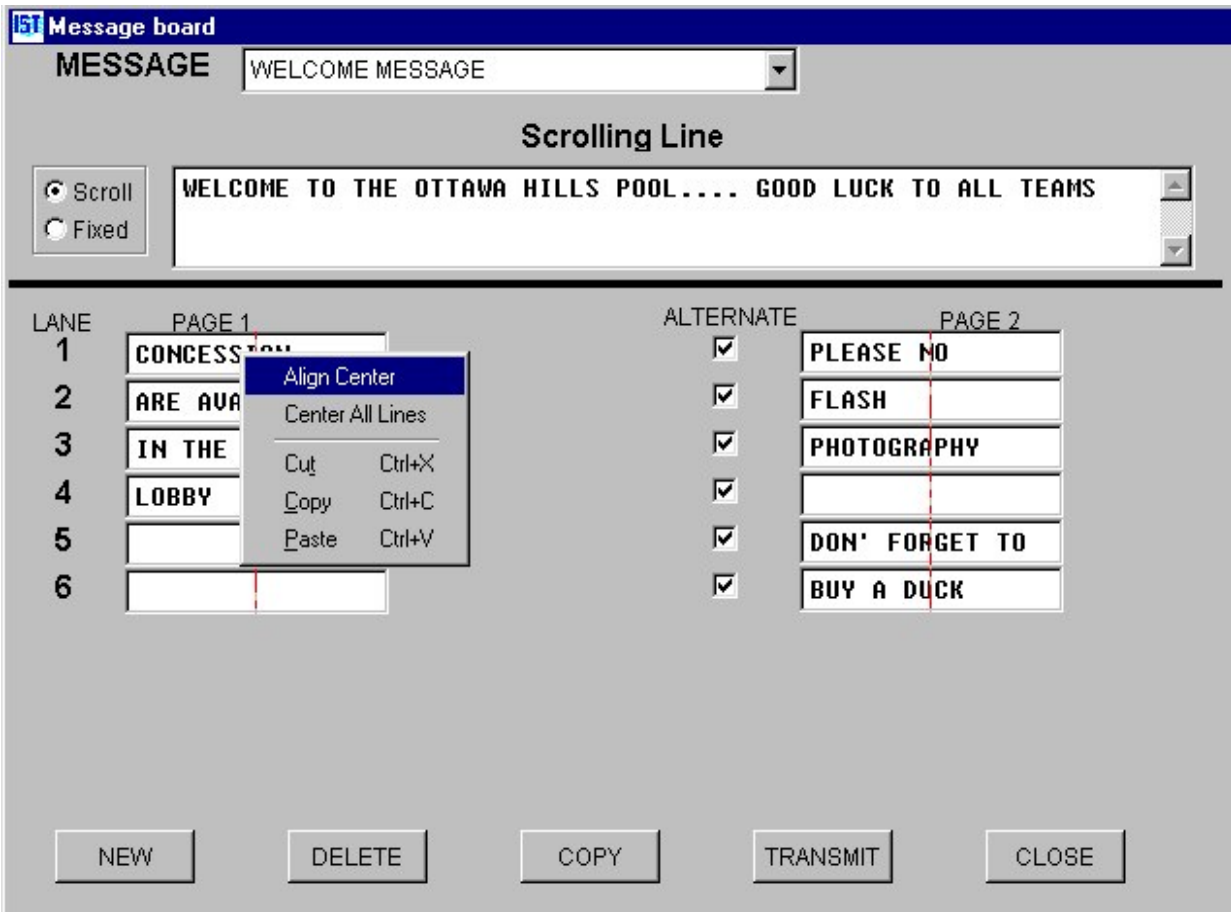 IST Message board
MESSAGE WELCOME MESSAGE
Scrolling Line
Scroll
Fixed
WELCOME TO THE OTTAWA HILLS POOL.... GOOD LUCK TO ALL TEAMS
LANE PAGE 1 ALTERNATE PAGE 2
1 CONCESSION PLEASE NO
2 ARE AVA FLASH
3 IN THE PHOTOGRAPHY
4 LOBBY
5 DON' FORGET TO
6 BUY A DUCK
Align Center
Center All Lines
Cut Ctrl+X
Copy Ctrl+C
Paste Ctrl+V
NEW DELETE COPY TRANSMIT CLOSE